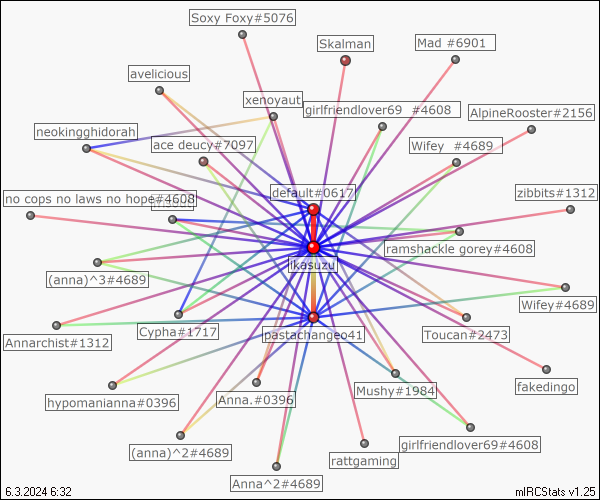 Soxy Foxy#5076
Skalman
Mad #6901
avelicious
xenoyaut
girlfriendlover69 #4608
AlpineRooster#2156
neokingghidorah
ace deucy#7097
Wifey #4689
default#0617
no cops no laws no hope#4608
zibbits#1312
ramshackle gorey#4608
ikasuzu
(anna)^3#4689
Wifey#4689
Annarchist#1312
Cypha#1717
pastachangeo41
Toucan#2473
hypomanianna#0396
Anna.#0396
Mushy#1984
fakedingo
(anna)^2#4689
rattgaming
girlfriendlover69#4608
Anna^2#4689
6.3.2024 6:32
mIRCStats v1.25